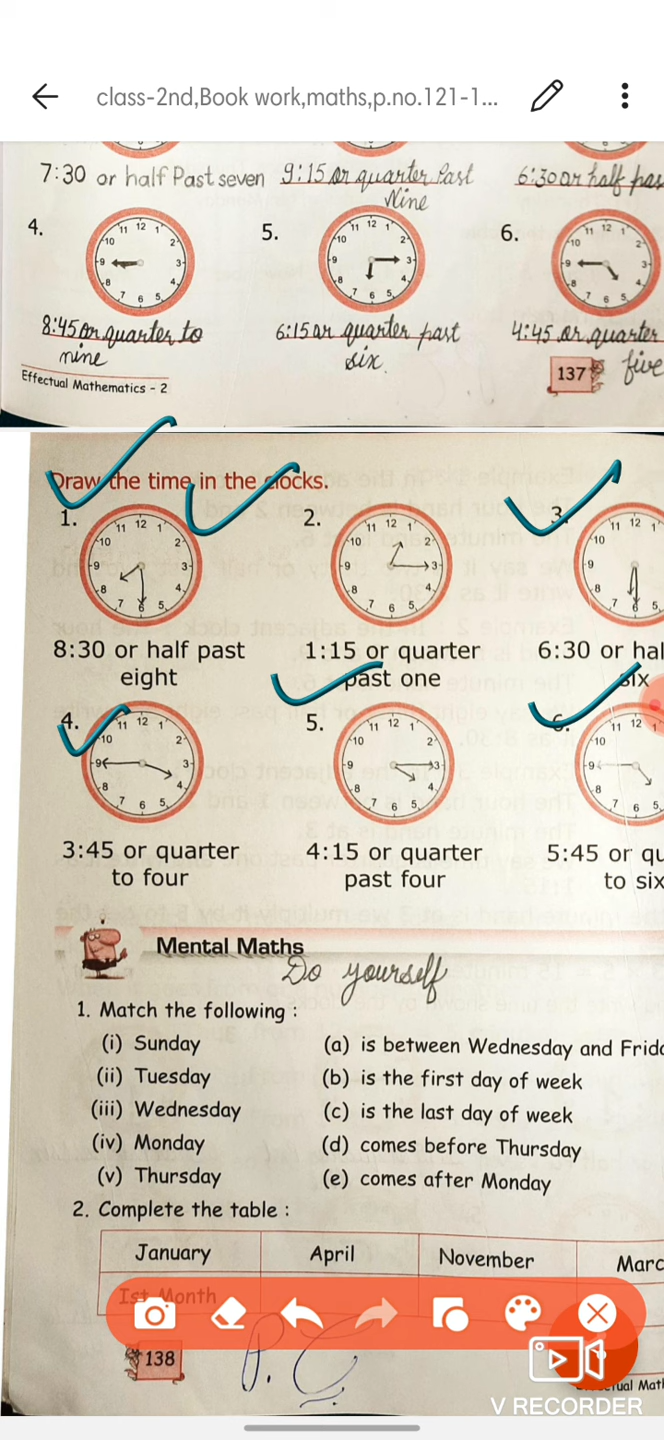 class-2nd,Book work,maths,p.no.121-1...
7:30 or half Past seven 9:15 or quarter Past Nine 6:30 or half pas
4. 5. 6.
8:45 or quarter to nine 6:15 or quarter past six. 4:45 or quarter five
Effectual Mathematics - 2 137
Draw the time in the clocks.
1. 2. 3.
8:30 or half past 1:15 or quarter 6:30 or hal
eight past one six
4. 5. 6.
3:45 or quarter 4:15 or quarter 5:45 or qu
to four past four to six
Mental Maths
Do yourself
1. Match the following :
(i) Sunday (a) is between Wednesday and Frida
(ii) Tuesday (b) is the first day of week
(iii) Wednesday (c) is the last day of week
(iv) Monday (d) comes before Thursday
(v) Thursday (e) comes after Monday
2. Complete the table :
January April November Marc
Ist Month
138
V RECORDER